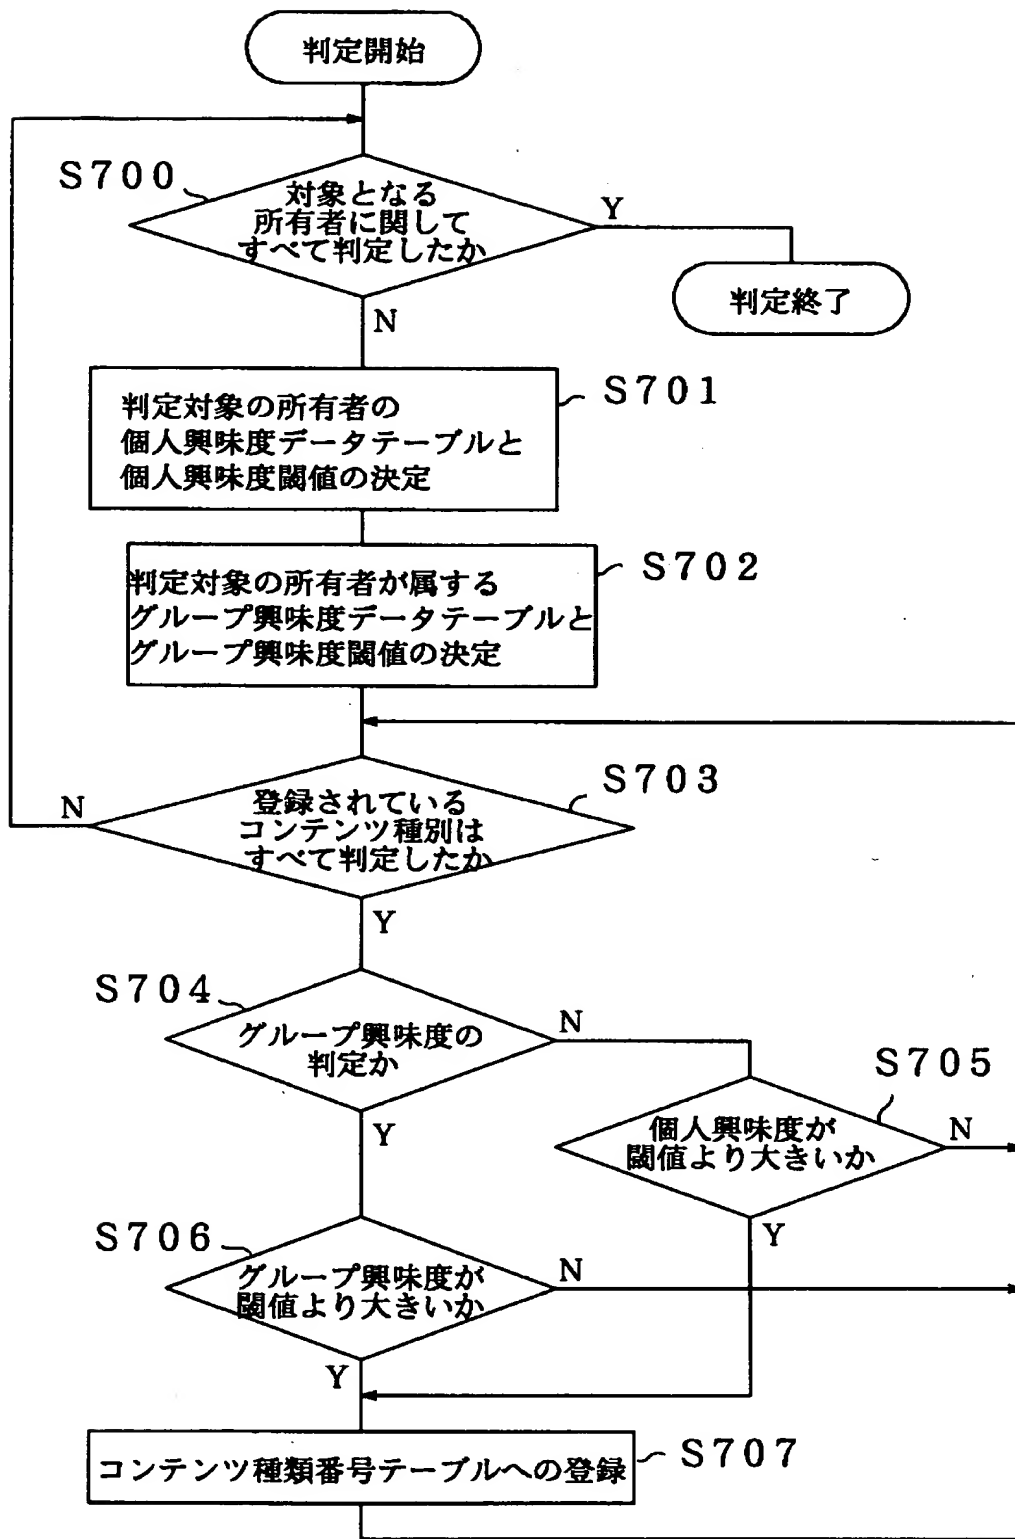 判定開始
S700
対象となる
所有者に関して
すべて判定したか
Y
判定終了
N
S701
判定対象の所有者の
個人興味度データテーブルと
個人興味度閾値の決定
S702
判定対象の所有者が属する
グループ興味度データテーブルと
グループ興味度閾値の決定
S703
N
登録されている
コンテンツ種別は
すべて判定したか
Y
S704
グループ興味度の
判定か
N
Y
S705
個人興味度が
閾値より大きいか
N
Y
S706
グループ興味度が
閾値より大きいか
N
Y
S707
コンテンツ種類番号テーブルへの登録